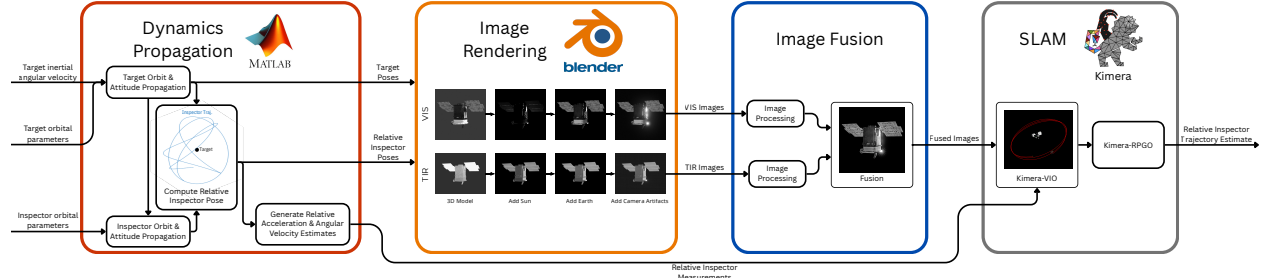 Dynamics
Propagation
MATLAB
Target inertial
angular velocity
Target orbital
parameters
Inspector orbital
parameters
Target Orbit &
Attitude Propagation
Inspector Traj.
Target
Compute Relative
Inspector Pose
Inspector Orbit &
Attitude Propagation
Generate Relative
Acceleration & Angular
Velocity Estimates
Target
Poses
Relative
Inspector
Poses
Image
Rendering
blender
VIS
TIR
3D Model
Add Sun
Add Earth
Add Camera Artifacts
VIS Images
TIR Images
Image Fusion
Image
Processing
Image
Processing
Fusion
Fused Images
SLAM
Kimera
Kimera-VIO
Kimera-RPGO
Relative Inspector
Trajectory Estimate
Relative Inspector
Measurements